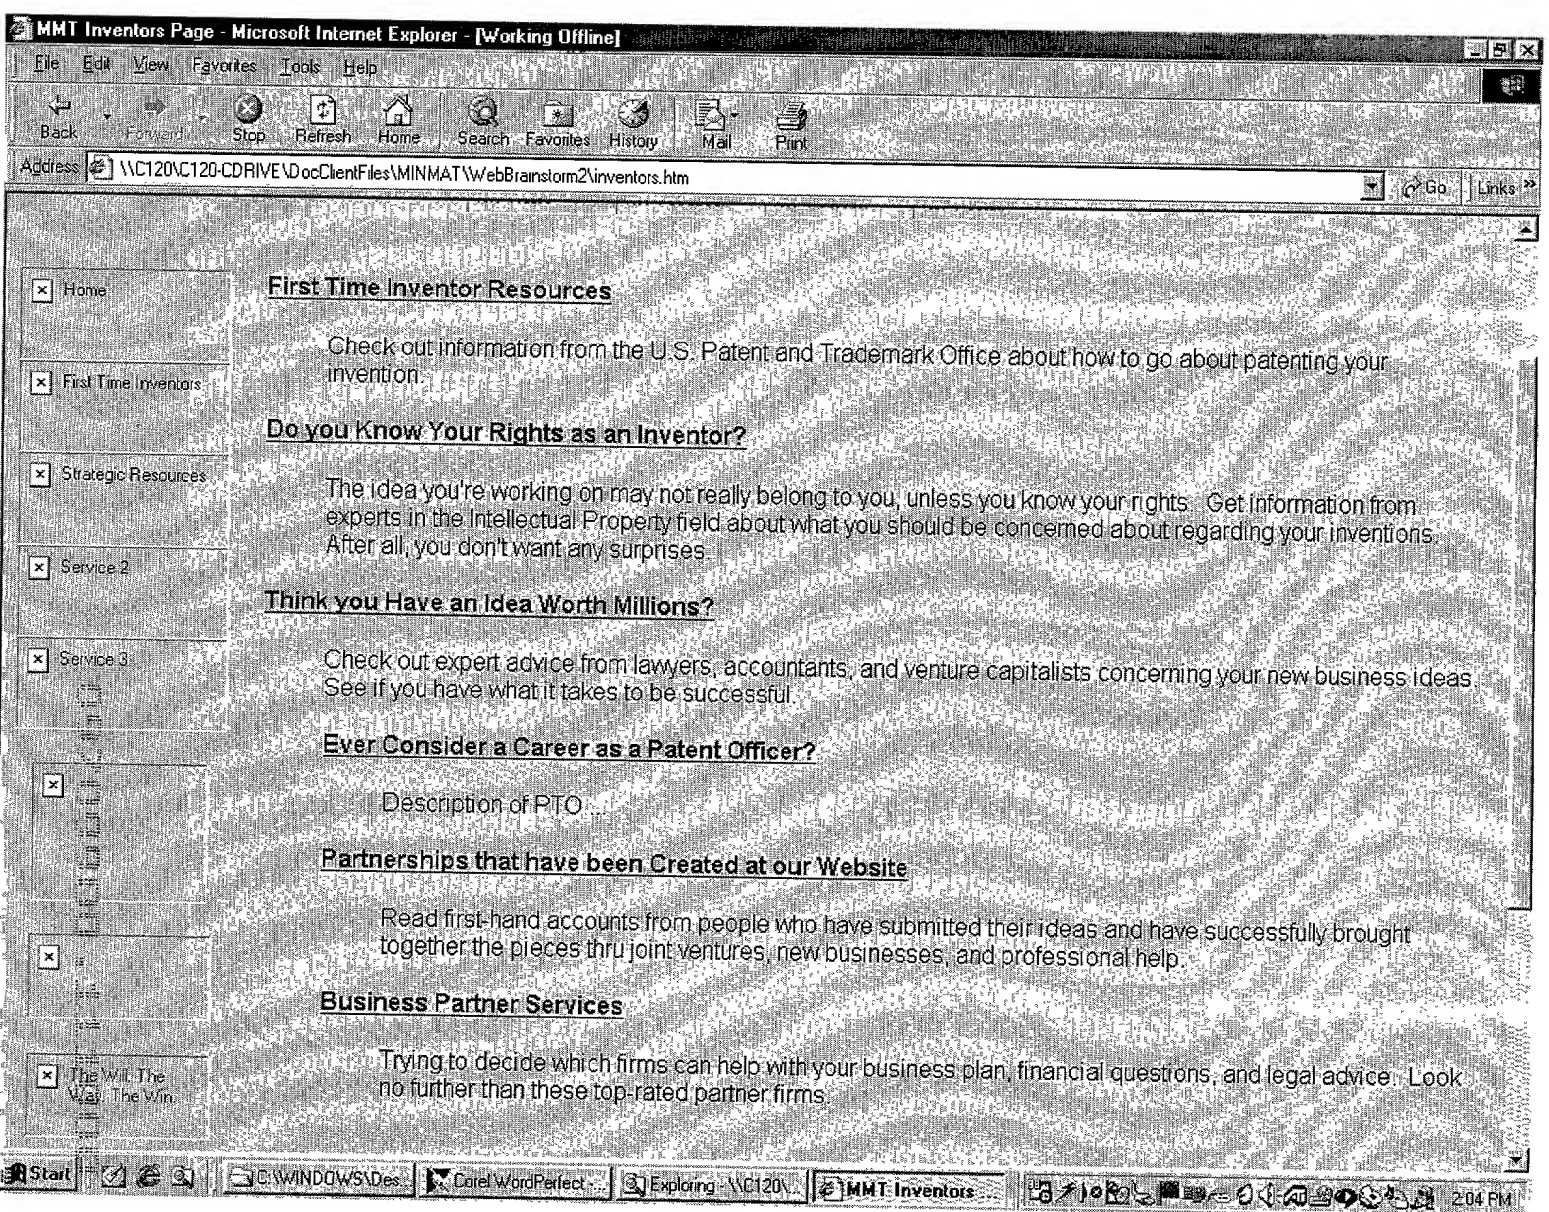 MMT Inventors Page - Microsoft Internet Explorer - [Working Offline]
File Edit View Favorites Tools Help
Back Forward Stop Refresh Home Search Favorites History Mail Print
Address \\C120\C120-CDRIVE\DocClientFiles\MINMAT\WebBrainstorm2\inventors.htm Go Links »
Home
First Time Inventors
Strategic Resources
Service 2
Service 3
The Will. The
Way. The Win.
First Time Inventor Resources
Check out information from the U.S. Patent and Trademark Office about how to go about patenting your
invention.
Do you Know Your Rights as an Inventor?
The idea you're working on may not really belong to you, unless you know your rights. Get information from
experts in the Intellectual Property field about what you should be concerned about regarding your inventions.
After all, you don't want any surprises.
Think you Have an Idea Worth Millions?
Check out expert advice from lawyers, accountants, and venture capitalists concerning your new business ideas.
See if you have what it takes to be successful.
Ever Consider a Career as a Patent Officer?
Description of PTO ...
Partnerships that have been Created at our Website
Read first-hand accounts from people who have submitted their ideas and have successfully brought
together the pieces thru joint ventures, new businesses, and professional help.
Business Partner Services
Trying to decide which firms can help with your business plan, financial questions, and legal advice. Look
no further than these top-rated partner firms.
Start C:\WINDOWS\Des... Corel WordPerfect - ... Exploring - \\C120\... MMT Inventors ... 2:04 PM